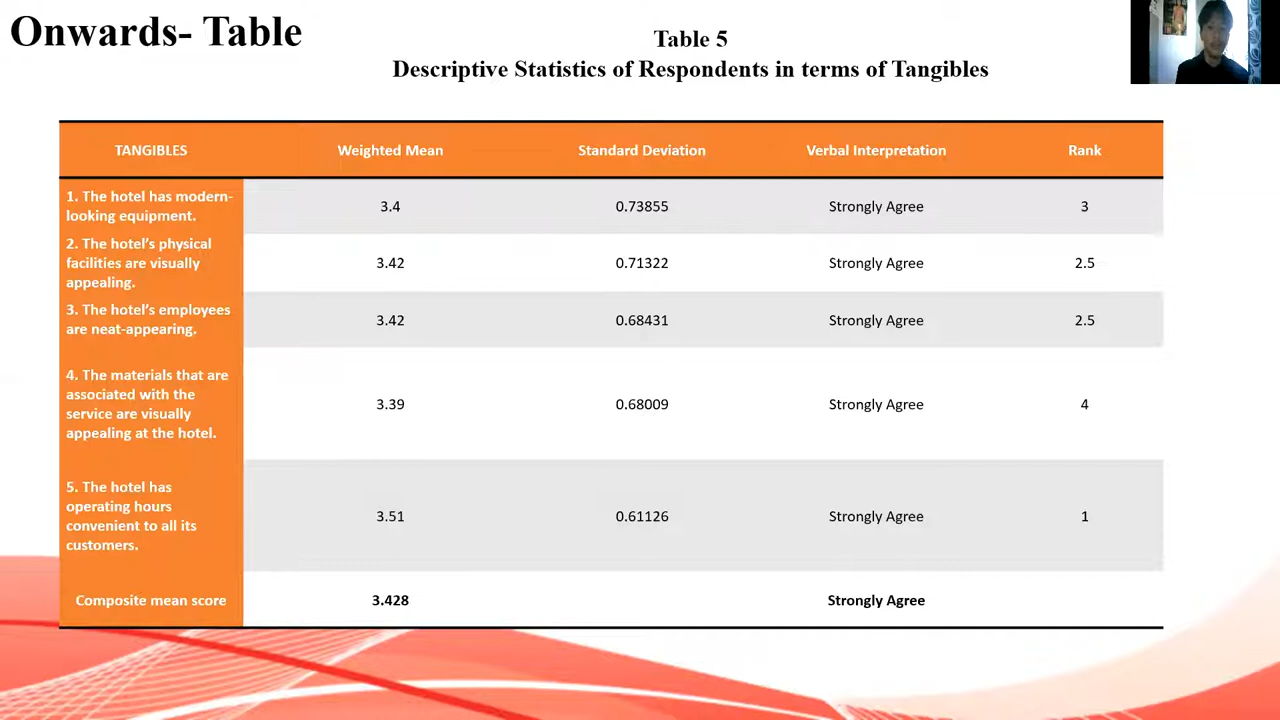 Onwards- Table
Table 5
Descriptive Statistics of Respondents in terms of Tangibles
TANGIBLES Weighted Mean Standard Deviation Verbal Interpretation Rank
1. The hotel has modern-
looking equipment.
3.4 0.73855 Strongly Agree 3
2. The hotel's physical
facilities are visually
appealing.
3.42 0.71322 Strongly Agree 2.5
3. The hotel's employees
are neat-appearing.
3.42 0.68431 Strongly Agree 2.5
4. The materials that are
associated with the
service are visually
appealing at the hotel.
3.39 0.68009 Strongly Agree 4
5. The hotel has
operating hours
convenient to all its
customers.
3.51 0.61126 Strongly Agree 1
Composite mean score 3.428 Strongly Agree